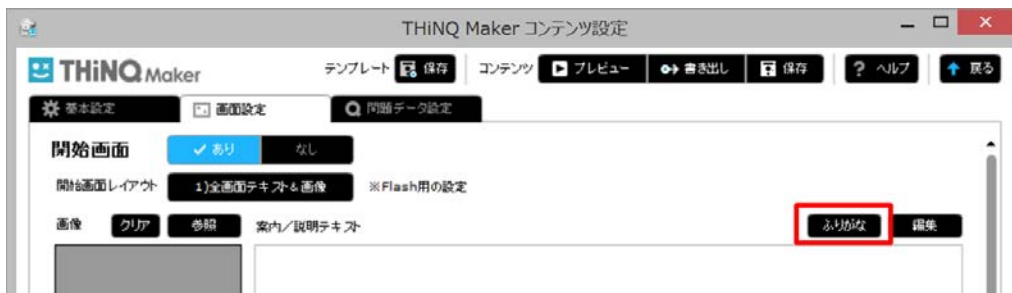 THiNQ Maker コンテンツ設定
THiNQ Maker テンプレート 保存 コンテンツ プレビュー 書き出し 保存 ? ヘルプ 戻る
基本設定 画面設定 問題データ設定
開始画面 あり なし
開始画面レイアウト 1)全画面テキスト&画像 ※Flash用の設定
画像 クリア 参照 案内/説明テキスト ふりがな 編集